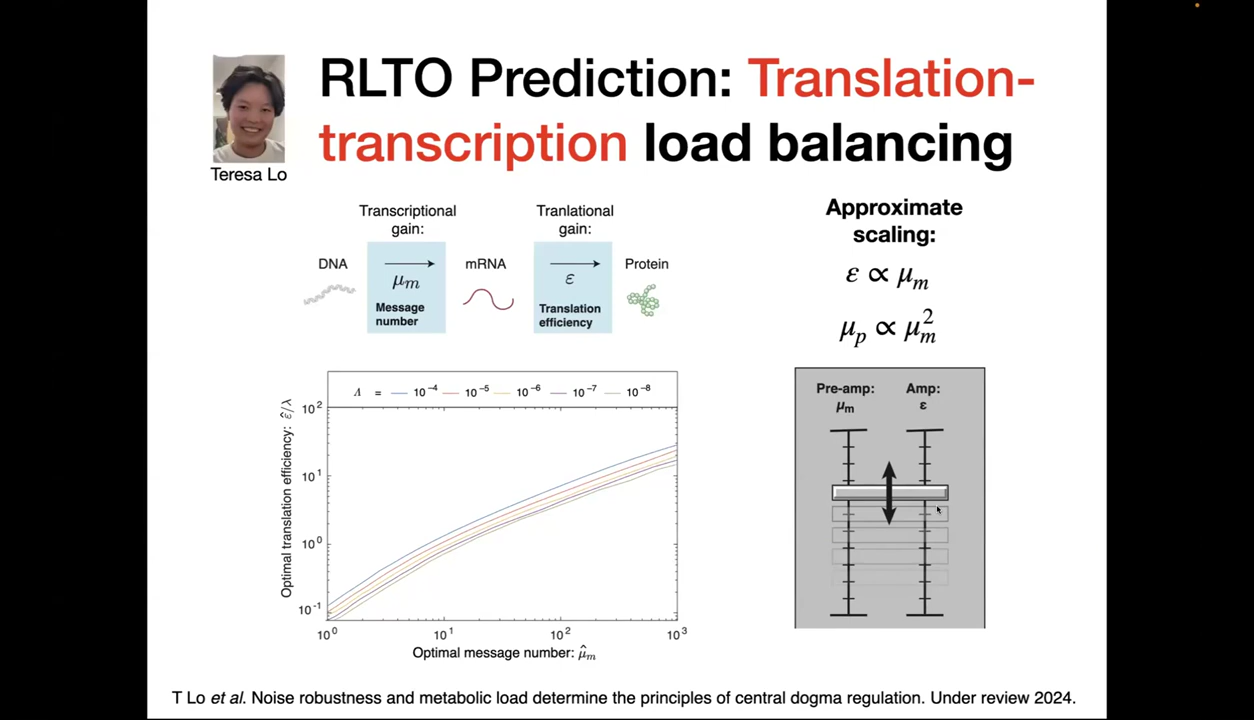 RLTO Prediction: Translation-
transcription load balancing
Teresa Lo
Transcriptional
gain:
Tranlational
gain:
DNA
μm
Message
number
mRNA
ε
Translation
efficiency
Protein
Approximate
scaling:
ε ∝ μm
μp ∝ μm²
Λ = 10⁻⁴ 10⁻⁵ 10⁻⁶ 10⁻⁷ 10⁻⁸
Optimal translation efficiency: ε̂/λ
10²
10¹
10⁰
10⁻¹
10⁰ 10¹ 10² 10³
Optimal message number: μ̂m
Pre-amp:
μm
Amp:
ε
T Lo et al. Noise robustness and metabolic load determine the principles of central dogma regulation. Under review 2024.